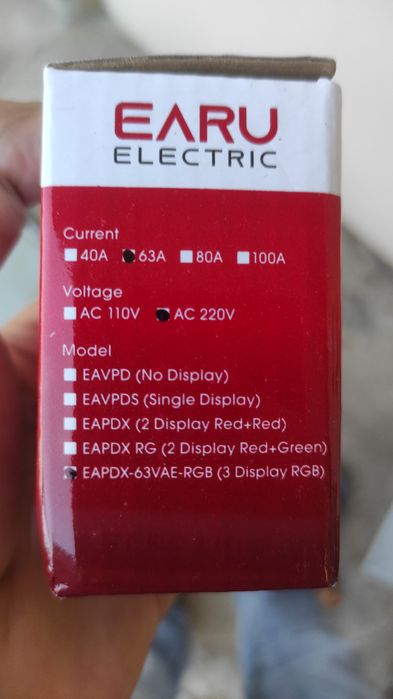 EARU
ELECTRIC
Current
40A 63A 80A 100A
Voltage
AC 110V AC 220V
Model
EAVPD (No Display)
EAVPDS (Single Display)
EAPDX (2 Display Red+Red)
EAPDX RG (2 Display Red+Green)
EAPDX-63VAE-RGB (3 Display RGB)